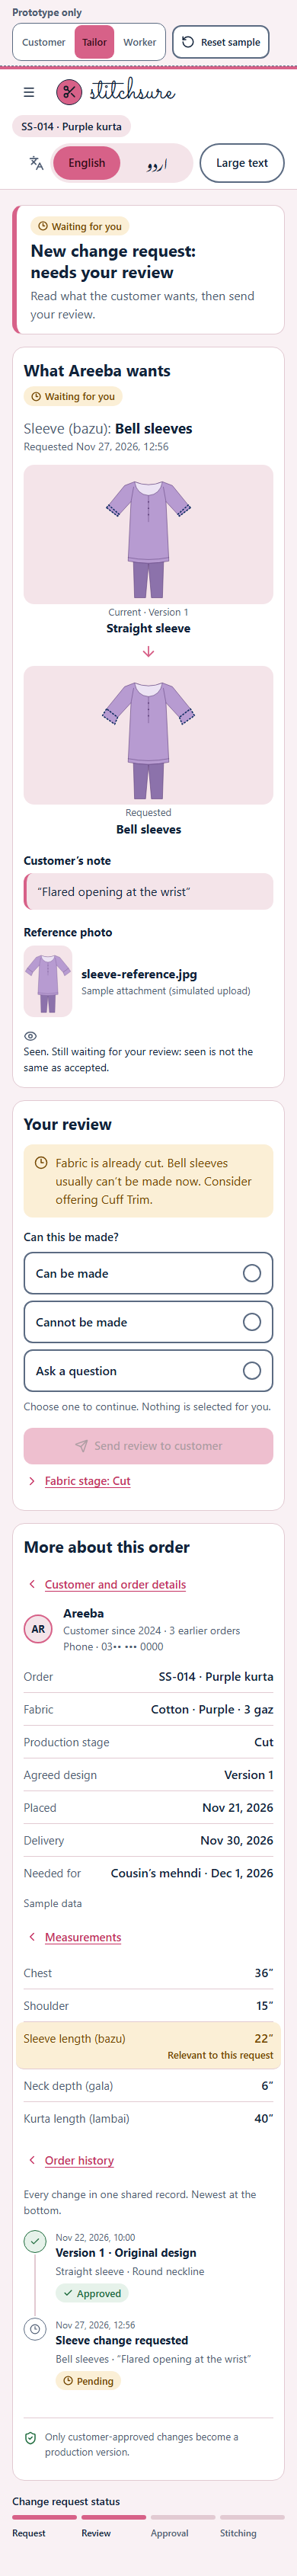 Prototype only
Customer
Tailor
Worker
Reset sample
stitchsure
SS-014 · Purple kurta
English
اردو
Large text
Waiting for you
New change request:
needs your review
Read what the customer wants, then send
your review.
What Areeba wants
Waiting for you
Sleeve (bazu): Bell sleeves
Requested Nov 27, 2026, 12:56
Current · Version 1
Straight sleeve
Requested
Bell sleeves
Customer’s note
“Flared opening at the wrist”
Reference photo
sleeve-reference.jpg
Sample attachment (simulated upload)
Seen. Still waiting for your review: seen is not the
same as accepted.
Your review
Fabric is already cut. Bell sleeves
usually can’t be made now. Consider
offering Cuff Trim.
Can this be made?
Can be made
Cannot be made
Ask a question
Choose one to continue. Nothing is selected for you.
Send review to customer
Fabric stage: Cut
More about this order
Customer and order details
AR
Areeba
Customer since 2024 · 3 earlier orders
Phone · 03•• ••• 0000
Order SS-014 · Purple kurta
Fabric Cotton · Purple · 3 gaz
Production stage Cut
Agreed design Version 1
Placed Nov 21, 2026
Delivery Nov 30, 2026
Needed for Cousin’s mehndi · Dec 1, 2026
Sample data
Measurements
Chest 36″
Shoulder 15″
Sleeve length (bazu) 22″
Relevant to this request
Neck depth (gala) 6″
Kurta length (lambai) 40″
Order history
Every change in one shared record. Newest at the
bottom.
Nov 22, 2026, 10:00
Version 1 · Original design
Straight sleeve · Round neckline
Approved
Nov 27, 2026, 12:56
Sleeve change requested
Bell sleeves · “Flared opening at the wrist”
Pending
Only customer-approved changes become a
production version.
Change request status
Request
Review
Approval
Stitching